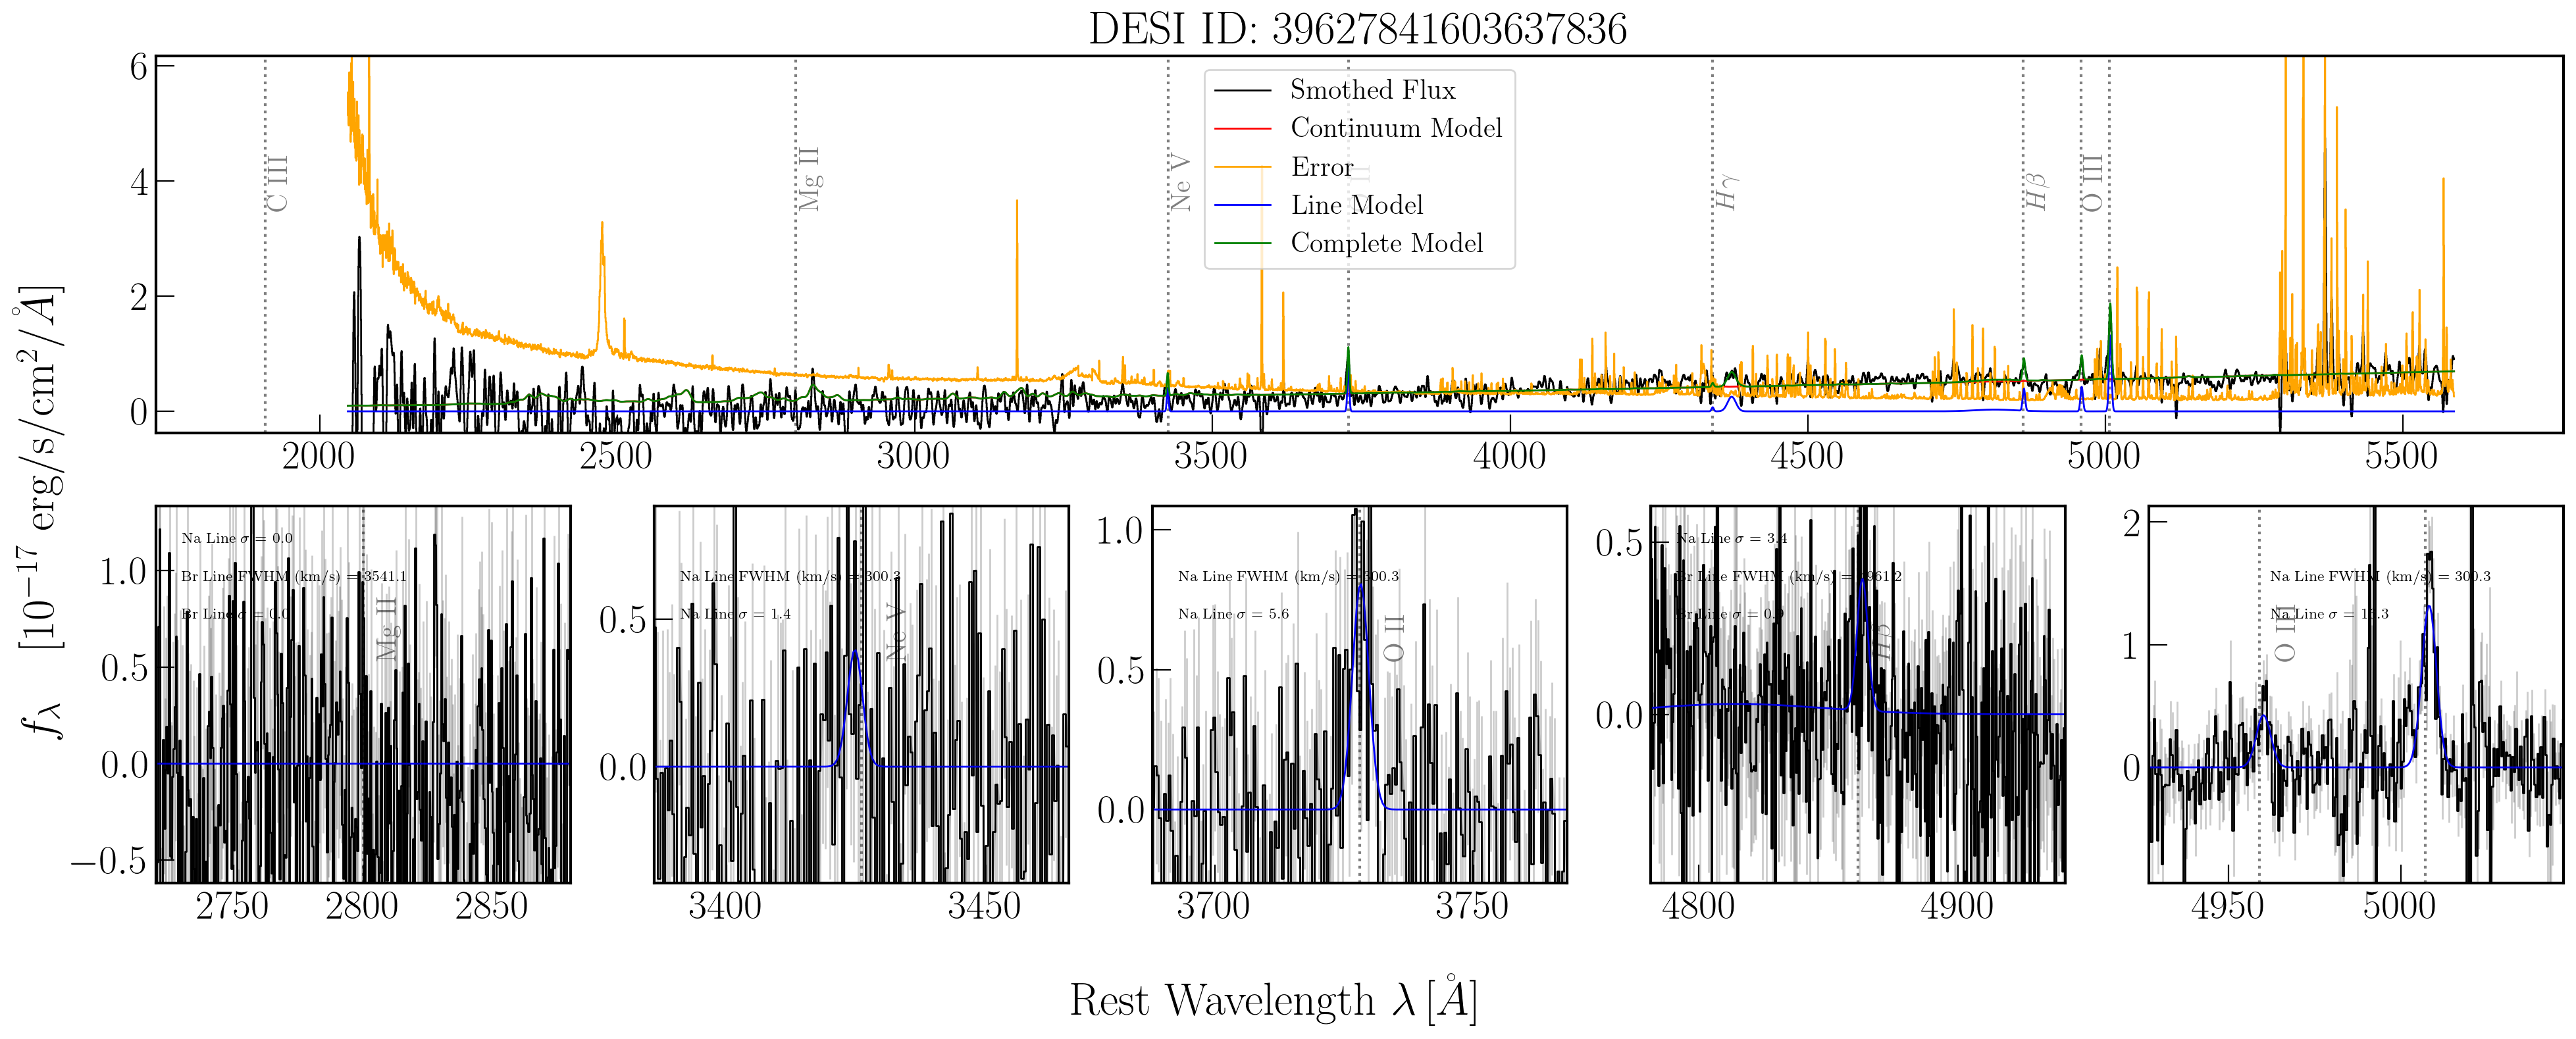 DESI ID: 39627841603637836
6
4
2
0
C III
Mg II
Ne V
Hγ
Hβ
O III
Smothed Flux
Continuum Model
Error
Line Model
Complete Model
2000
2500
3000
3500
4000
4500
5000
5500
f_λ [10^{-17} erg/s/cm^2/Å]
1.0
0.5
0.0
−0.5
Na Line σ = 0.0
Br Line FWHM (km/s) = 3541.1
Br Line σ = 0.0
Mg II
2750
2800
2850
0.5
0.0
Na Line FWHM (km/s) = 300.3
Na Line σ = 1.4
Ne V
3400
3450
1.0
0.5
0.0
Na Line FWHM (km/s) = 300.3
Na Line σ = 5.6
O II
3700
3750
0.5
0.0
Na Line σ = 3.4
Br Line FWHM (km/s) =
Br Line σ = 0.0
Hβ
4800
4900
2
1
0
Na Line FWHM (km/s) = 300.3
Na Line σ =
O III
4950
5000
Rest Wavelength λ [Å]